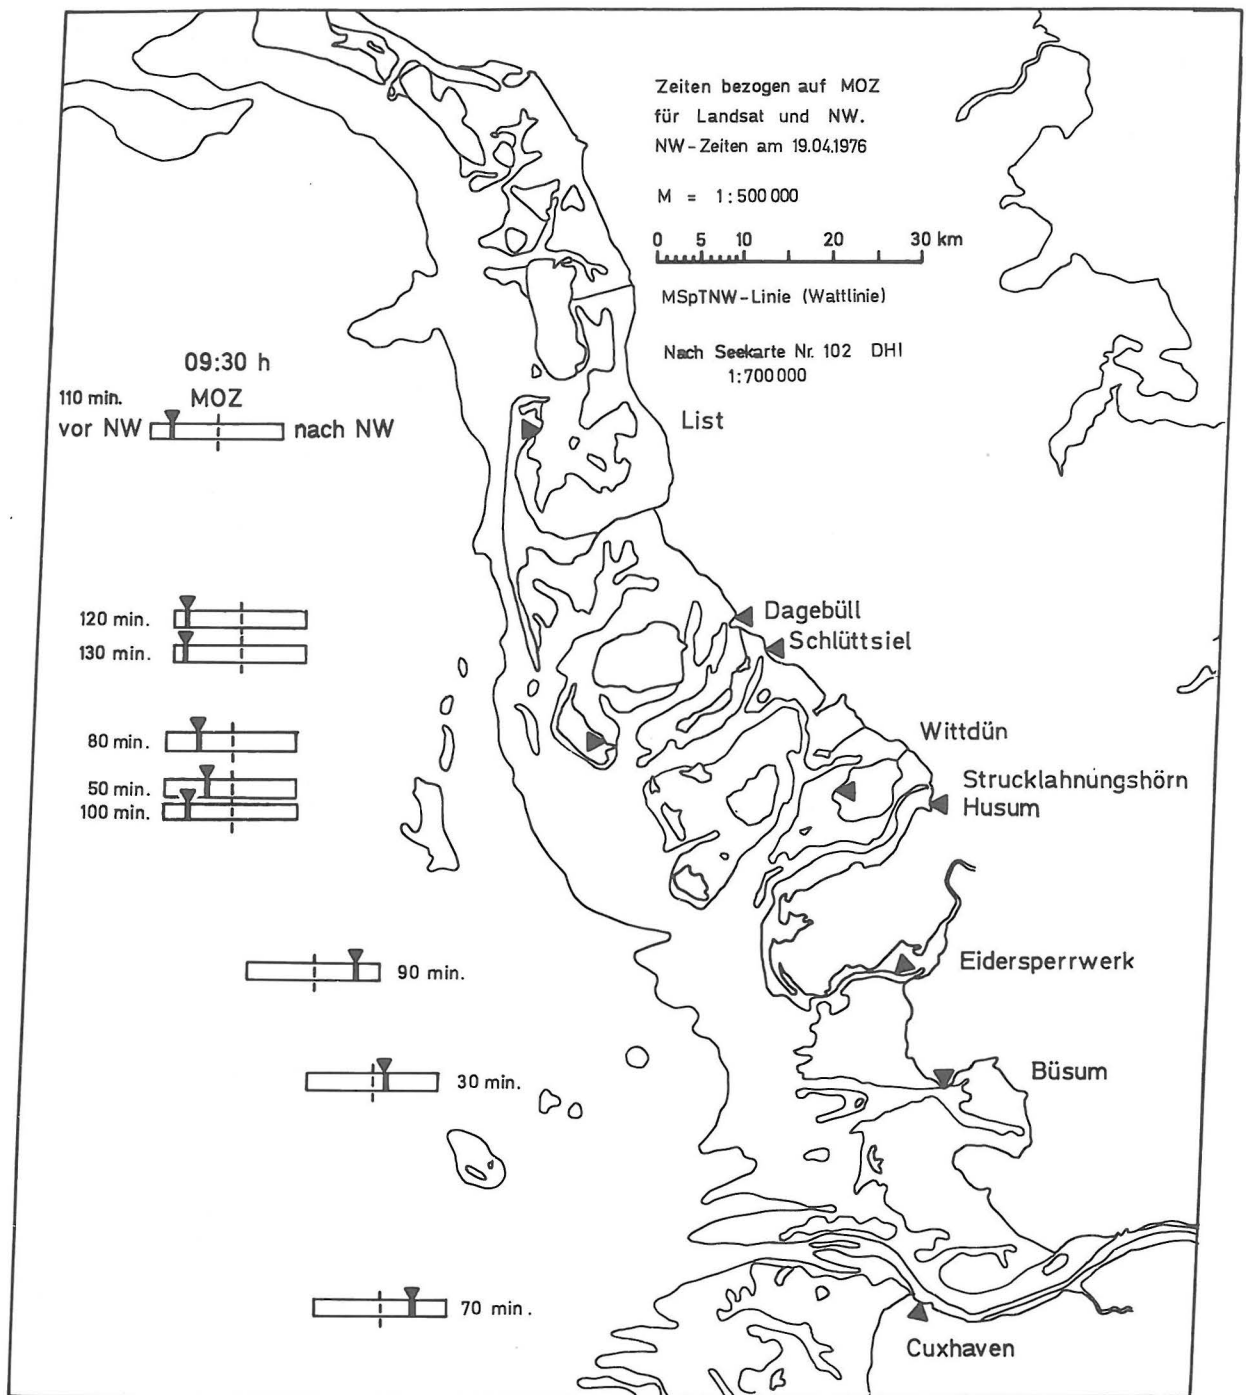 Zeiten bezogen auf MOZ
für Landsat und NW.
NW-Zeiten am 19.04.1976
M = 1:500 000
0 5 10 20 30 km
MSpTNW-Linie (Wattlinie)
Nach Seekarte Nr. 102 DHI
1:700 000
09:30 h
110 min. MOZ
vor NW nach NW
List
120 min.
Dagebüll
130 min.
Schlüttsiel
80 min.
Wittdün
50 min.
Strucklahnungshörn
100 min.
Husum
90 min.
Eidersperrwerk
30 min.
Büsum
70 min.
Cuxhaven